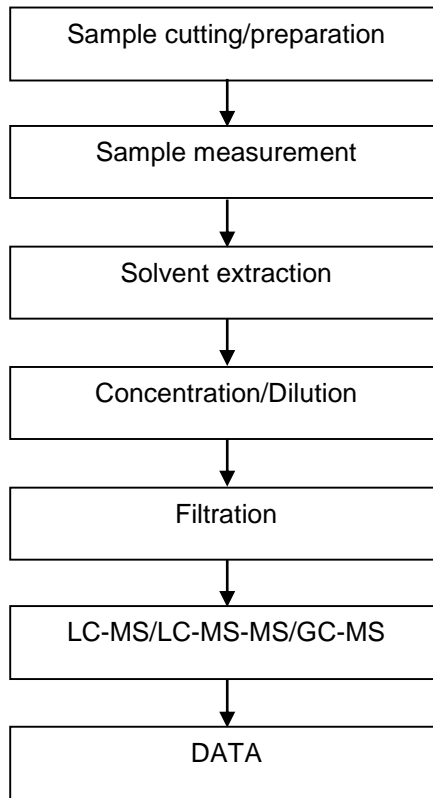 Sample cutting/preparation
Sample measurement
Solvent extraction
Concentration/Dilution
Filtration
LC-MS/LC-MS-MS/GC-MS
DATA